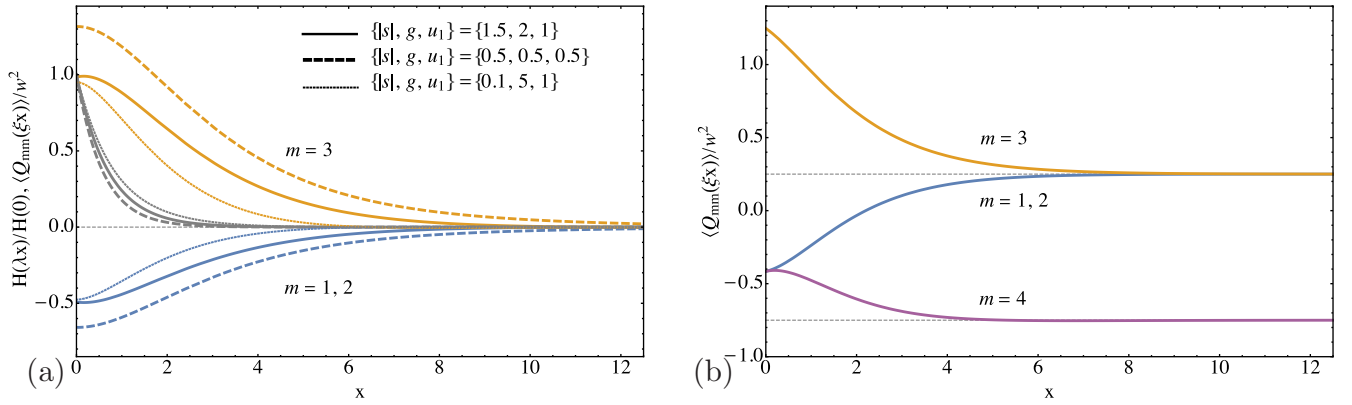 H(λx)/H(0), ⟨Q_mm(ξx)⟩/w²
1.0
0.5
0.0
−0.5
{|s|, g, u₁} = {1.5, 2, 1}
{|s|, g, u₁} = {0.5, 0.5, 0.5}
{|s|, g, u₁} = {0.1, 5, 1}
m = 3
m = 1, 2
0 2 4 6 8 10 12
x
(a)
⟨Q_mm(ξx)⟩/w²
1.0
0.5
0.0
−0.5
−1.0
m = 3
m = 1, 2
m = 4
0 2 4 6 8 10 12
x
(b)